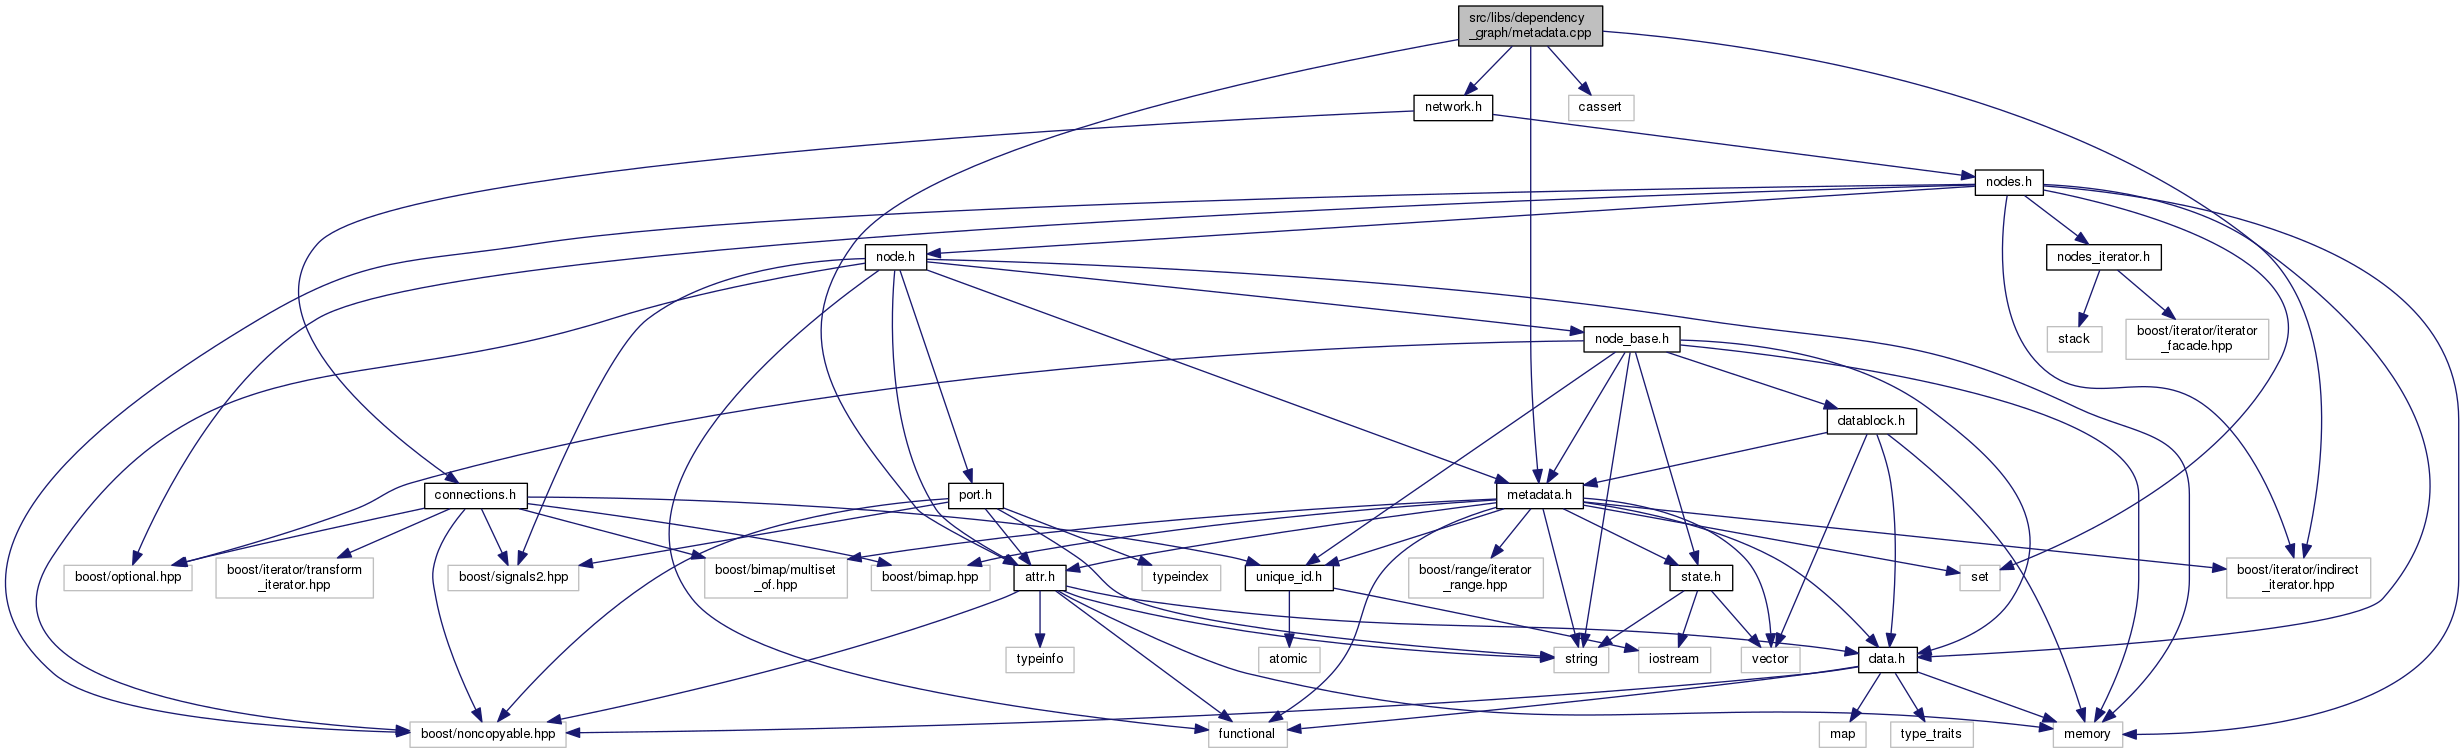 src/libs/dependency
_graph/metadata.cpp
network.h
cassert
nodes.h
node.h
nodes_iterator.h
node_base.h
stack
boost/iterator/iterator
_facade.hpp
datablock.h
connections.h
port.h
metadata.h
boost/optional.hpp
boost/iterator/transform
_iterator.hpp
boost/signals2.hpp
boost/bimap/multiset
_of.hpp
boost/bimap.hpp
attr.h
typeindex
unique_id.h
boost/range/iterator
_range.hpp
state.h
set
boost/iterator/indirect
_iterator.hpp
typeinfo
atomic
string
iostream
vector
data.h
boost/noncopyable.hpp
functional
map
type_traits
memory